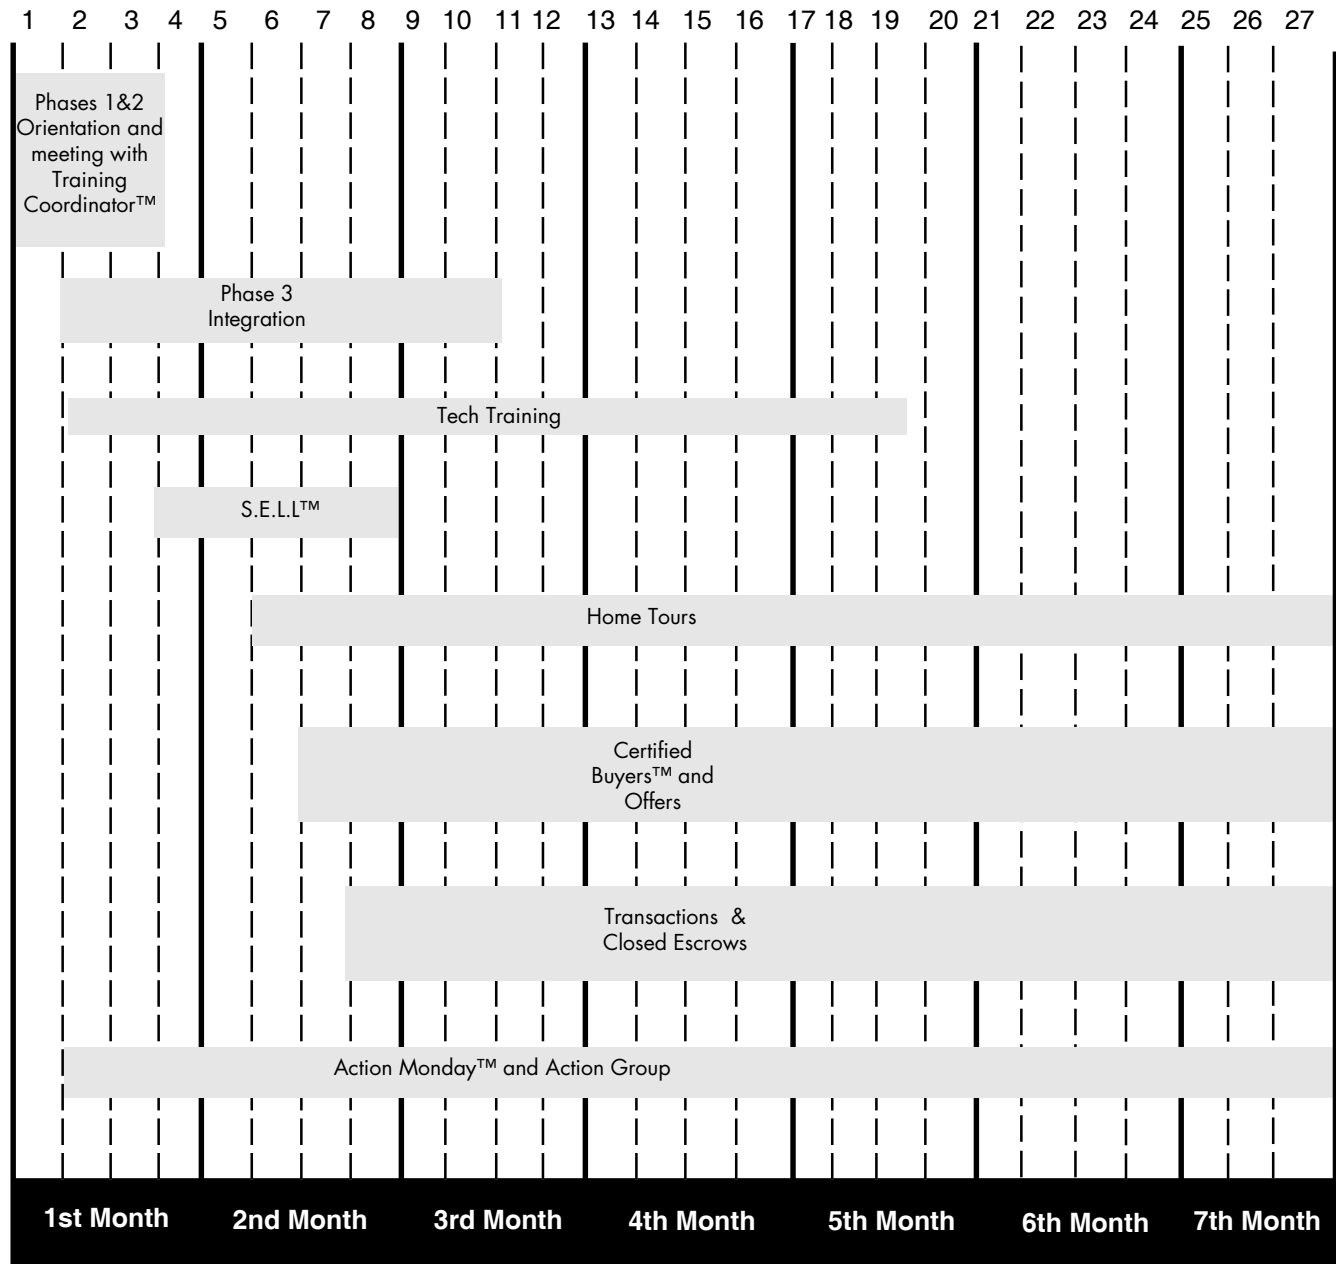 1 2 3 4 5 6 7 8 9 10 11 12 13 14 15 16 17 18 19 20 21 22 23 24 25 26 27
Phases 1&2
Orientation and
meeting with
Training
Coordinator™
Phase 3
Integration
Tech Training
S.E.L.L™
Home Tours
Certified
Buyers™ and
Offers
Transactions &
Closed Escrows
Action Monday™ and Action Group
1st Month 2nd Month 3rd Month 4th Month 5th Month 6th Month 7th Month